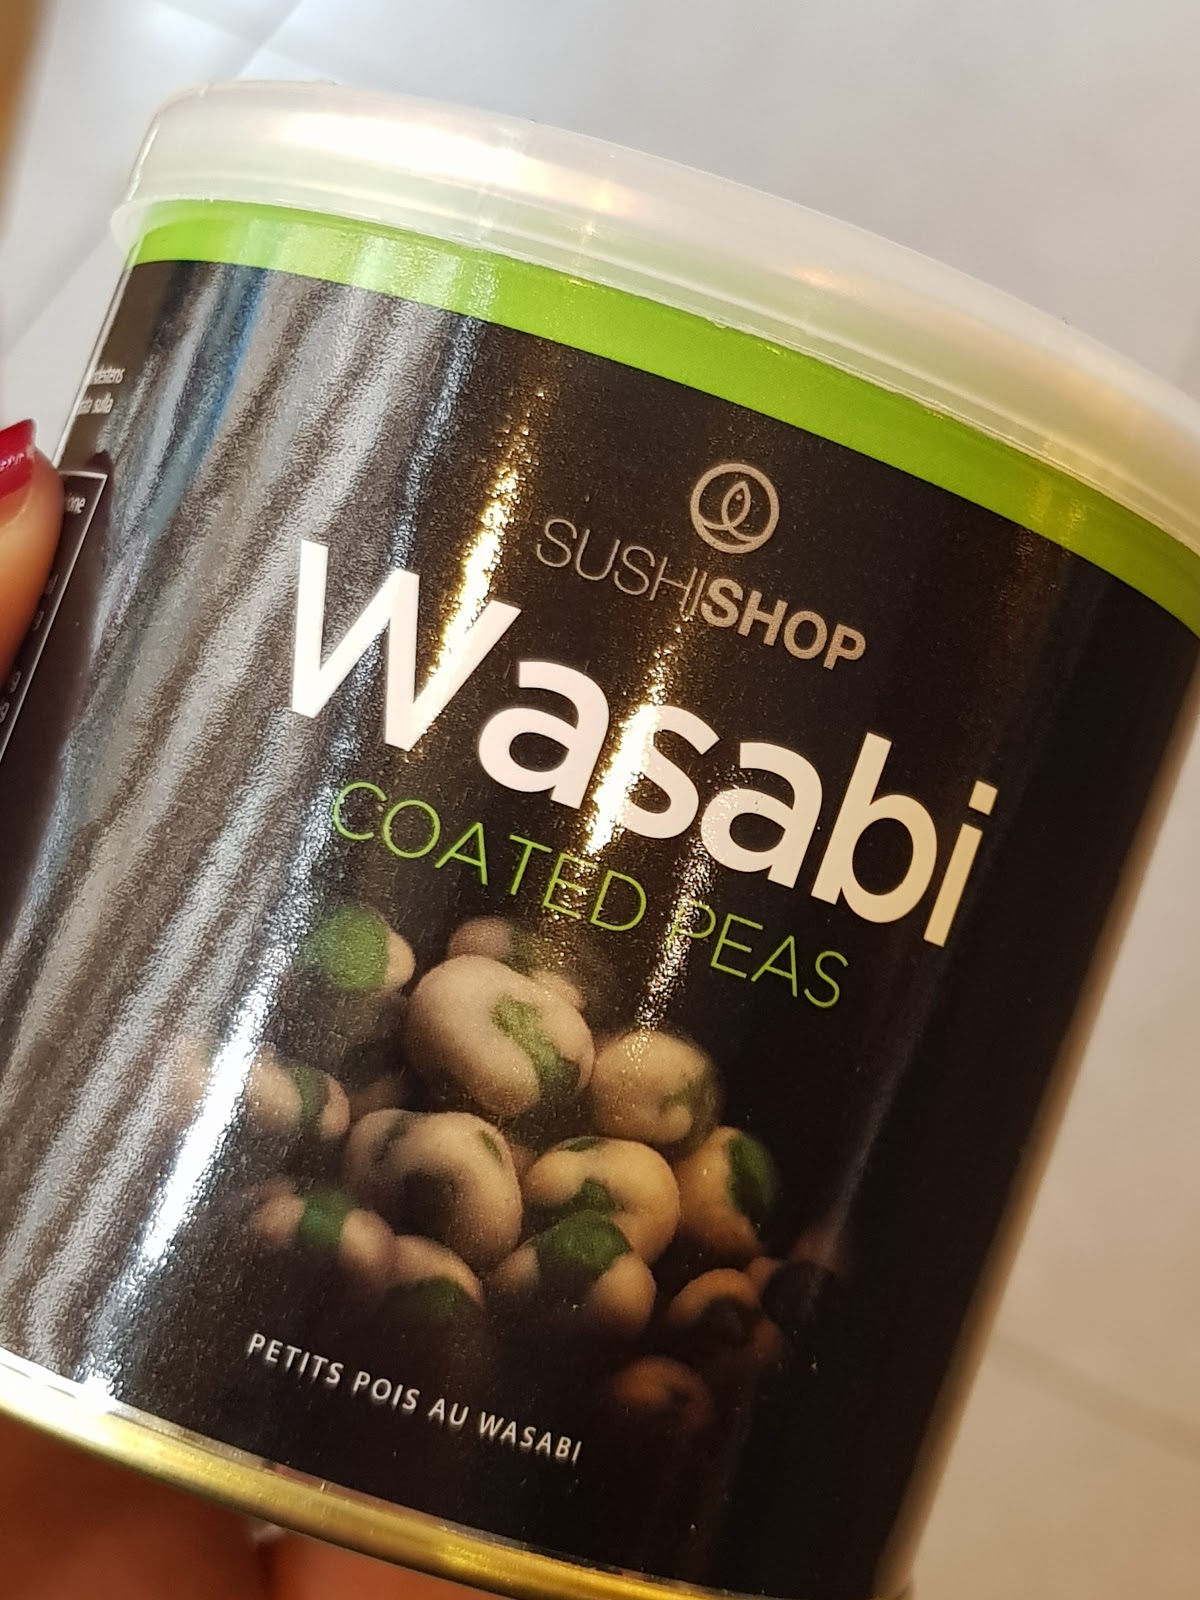 SUSHISHOP
Wasabi
COATED PEAS
PETITS POIS AU WASABI